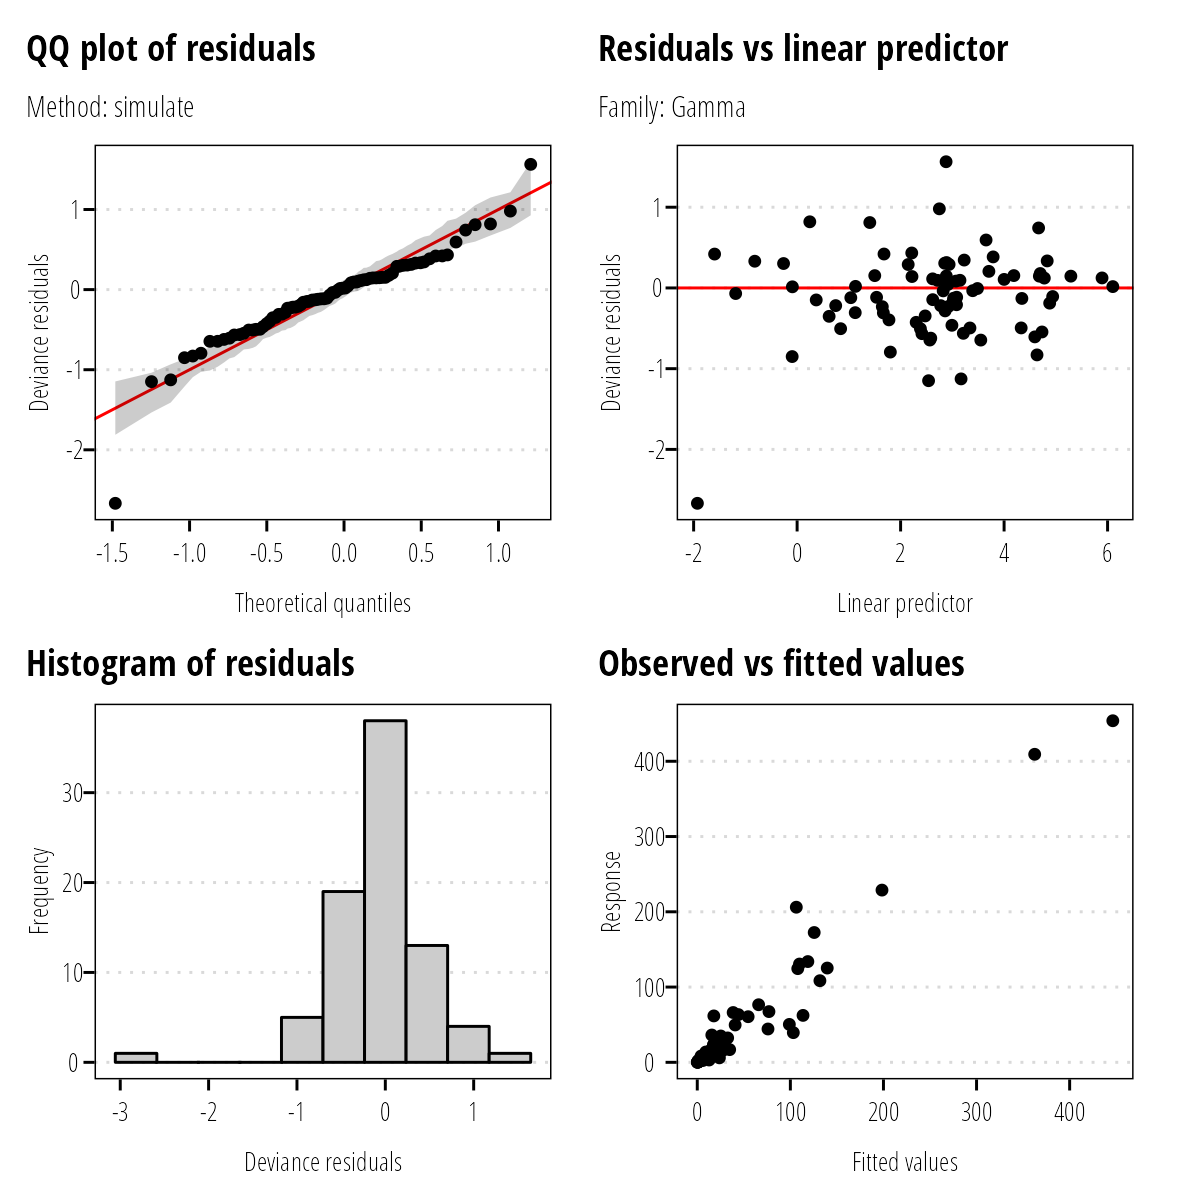 QQ plot of residuals
Method: simulate
Deviance residuals
1
0
-1
-2
-1.5 -1.0 -0.5 0.0 0.5 1.0
Theoretical quantiles
Residuals vs linear predictor
Family: Gamma
Deviance residuals
1
0
-1
-2
-2 0 2 4 6
Linear predictor
Histogram of residuals
Frequency
30
20
10
0
-3 -2 -1 0 1
Deviance residuals
Observed vs fitted values
Response
400
300
200
100
0
0 100 200 300 400
Fitted values